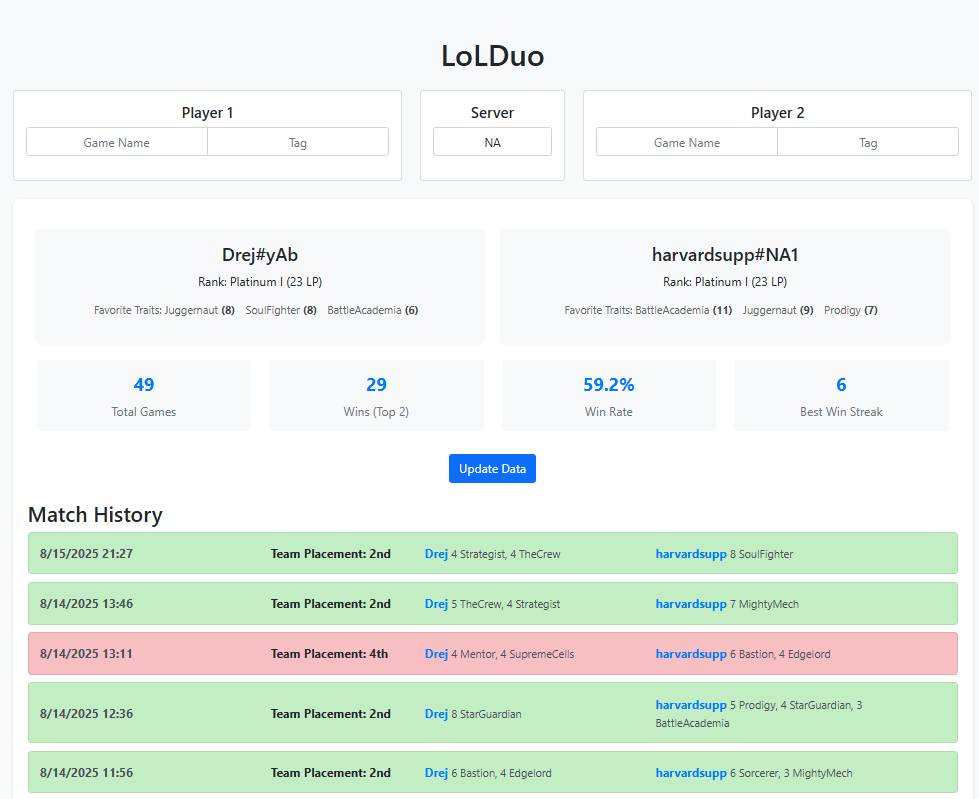 LoLDuo
Player 1
Game Name Tag
Server
NA
Player 2
Game Name Tag
Drej#yAb
Rank: Platinum I (23 LP)
Favorite Traits: Juggernaut (8) SoulFighter (8) BattleAcademia (6)
harvardsupp#NA1
Rank: Platinum I (23 LP)
Favorite Traits: BattleAcademia (11) Juggernaut (9) Prodigy (7)
49
Total Games
29
Wins (Top 2)
59.2%
Win Rate
6
Best Win Streak
Update Data
Match History
8/15/2025 21:27 Team Placement: 2nd Drej 4 Strategist, 4 TheCrew harvardsupp 8 SoulFighter
8/14/2025 13:46 Team Placement: 2nd Drej 5 TheCrew, 4 Strategist harvardsupp 7 MightyMech
8/14/2025 13:11 Team Placement: 4th Drej 4 Mentor, 4 SupremeCells harvardsupp 6 Bastion, 4 Edgelord
8/14/2025 12:36 Team Placement: 2nd Drej 8 StarGuardian harvardsupp 5 Prodigy, 4 StarGuardian, 3
BattleAcademia
8/14/2025 11:56 Team Placement: 2nd Drej 6 Bastion, 4 Edgelord harvardsupp 6 Sorcerer, 3 MightyMech